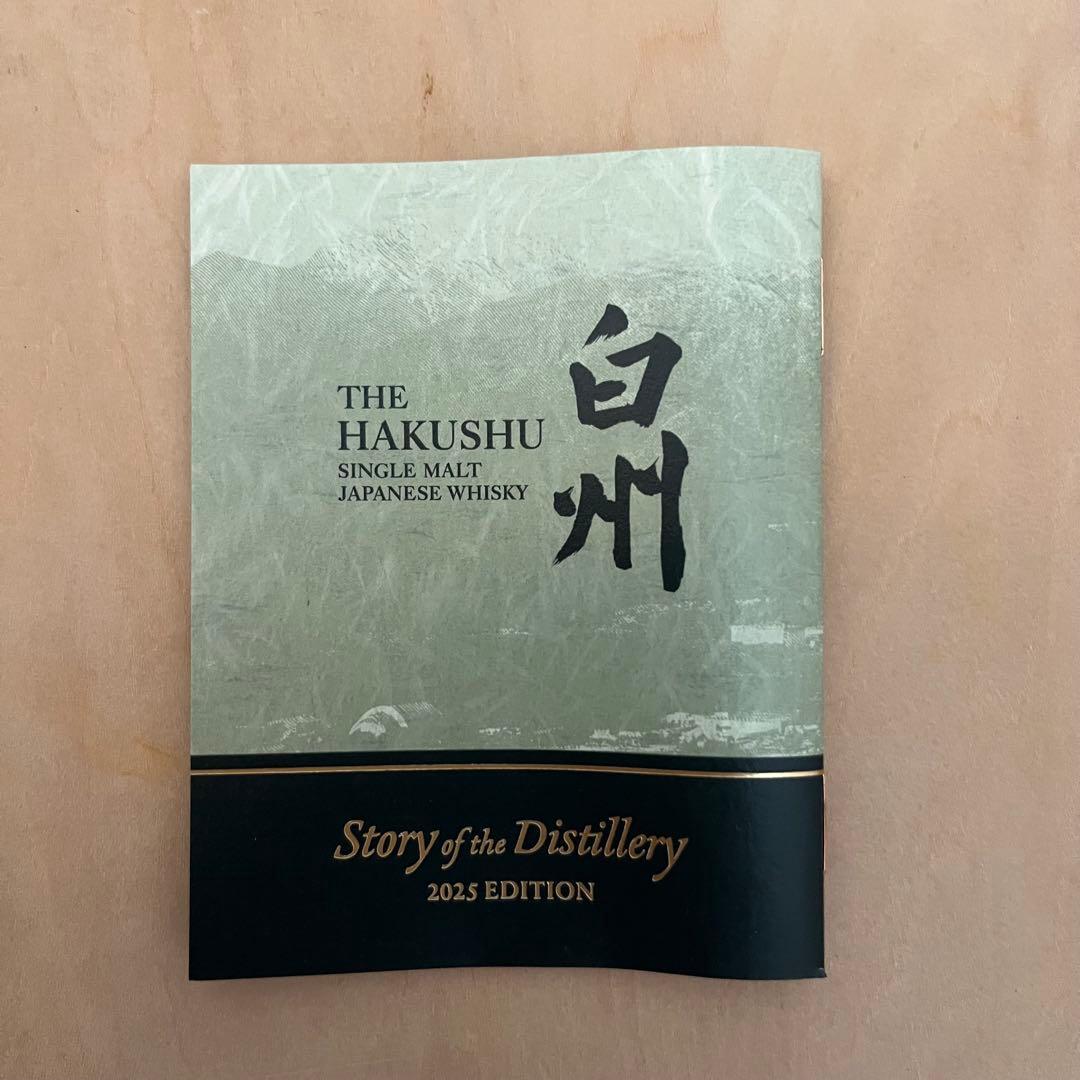 THE
HAKUSHU
SINGLE MALT
JAPANESE WHISKY
白州
Story of the Distillery
2025 EDITION